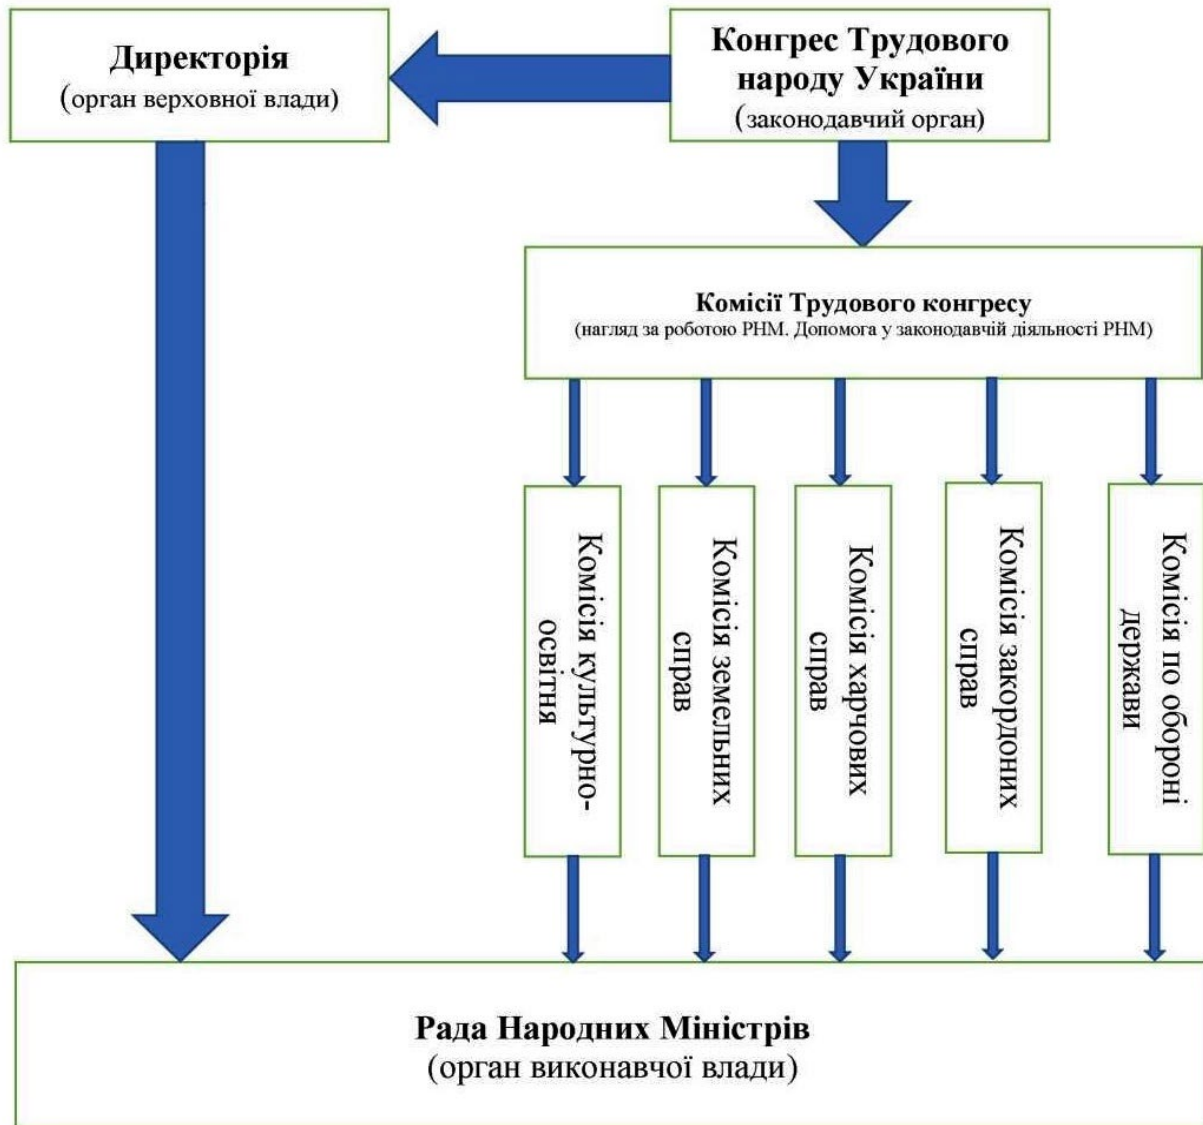 Директорія
(орган верховної влади)
Конгрес Трудового
народу України
(законодавчий орган)
Комісії Трудового конгресу
(нагляд за роботою РНМ. Допомога у законодавчій діяльності РНМ)
Комісія культурно-
освітня
Комісія земельних
справ
Комісія харчових
справ
Комісія закордоних
справ
Комісія по обороні
держави
Рада Народних Міністрів
(орган виконавчої влади)